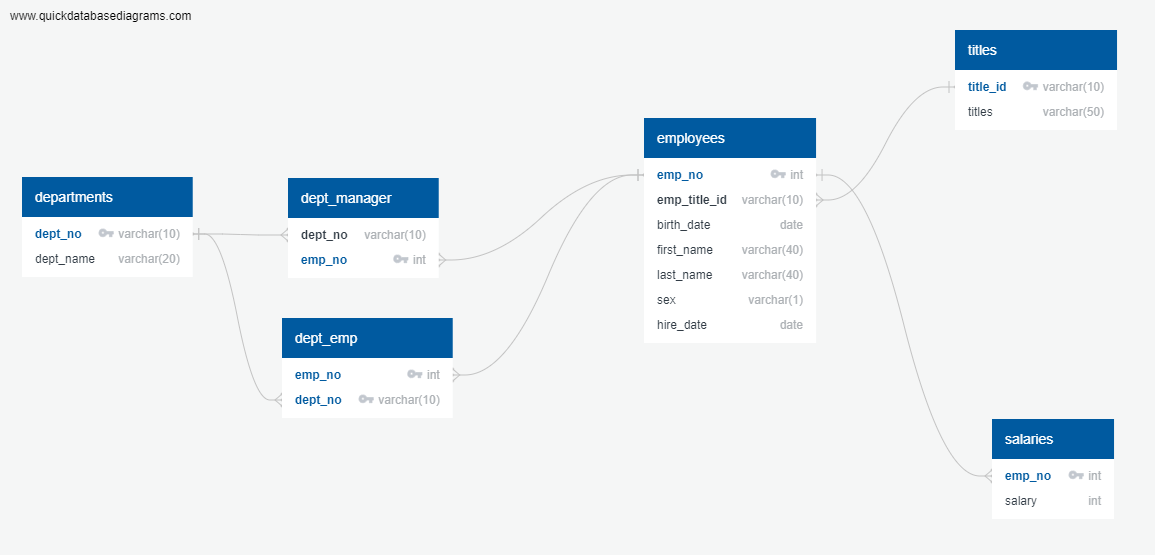 www.quickdatabasediagrams.com
departments
dept_no varchar(10)
dept_name varchar(20)
dept_manager
dept_no varchar(10)
emp_no int
dept_emp
emp_no int
dept_no varchar(10)
employees
emp_no int
emp_title_id varchar(10)
birth_date date
first_name varchar(40)
last_name varchar(40)
sex varchar(1)
hire_date date
titles
title_id varchar(10)
titles varchar(50)
salaries
emp_no int
salary int